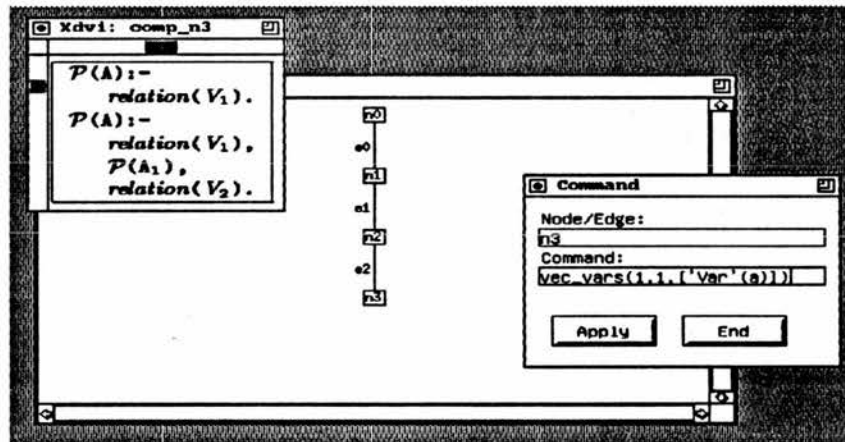 Xdvi: comp_n3
𝒫(A):-
relation(V₁).
𝒫(A):-
relation(V₁),
𝒫(A₁),
relation(V₂).
n0
e0
n1
e1
n2
e2
n3
Command
Node/Edge:
n3
Command:
vec_vars(1,1,['Var'(a)])
Apply
End